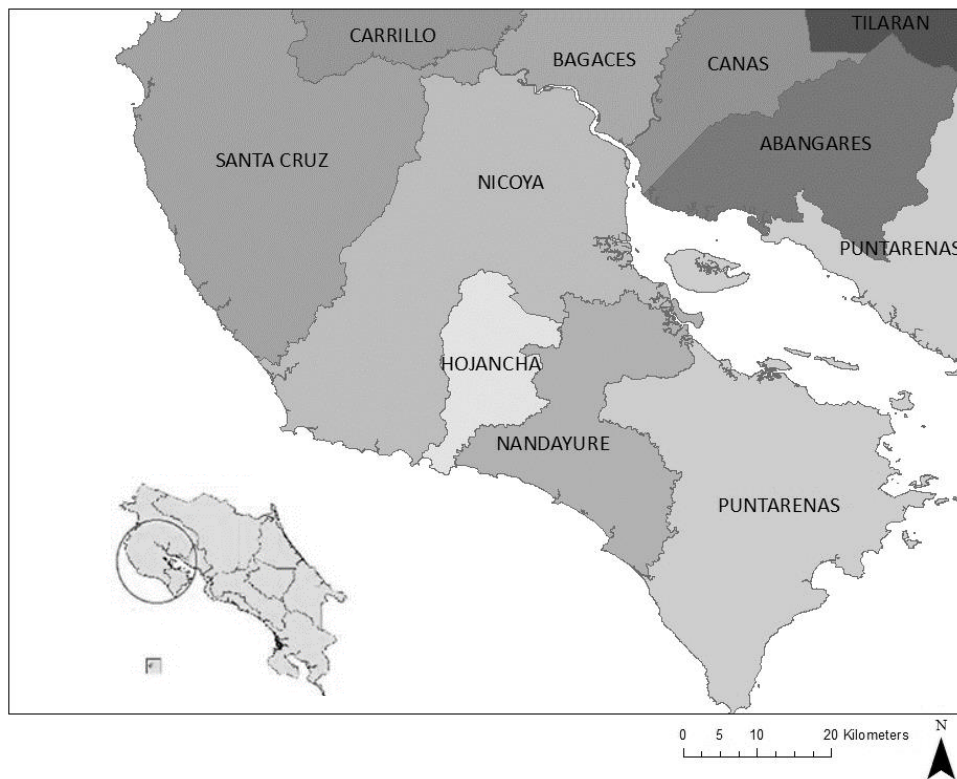 TILARAN
CARRILLO
BAGACES
CANAS
ABANGARES
SANTA CRUZ
NICOYA
PUNTARENAS
HOJANCHA
NANDAYURE
PUNTARENAS
N
0 5 10 20 Kilometers